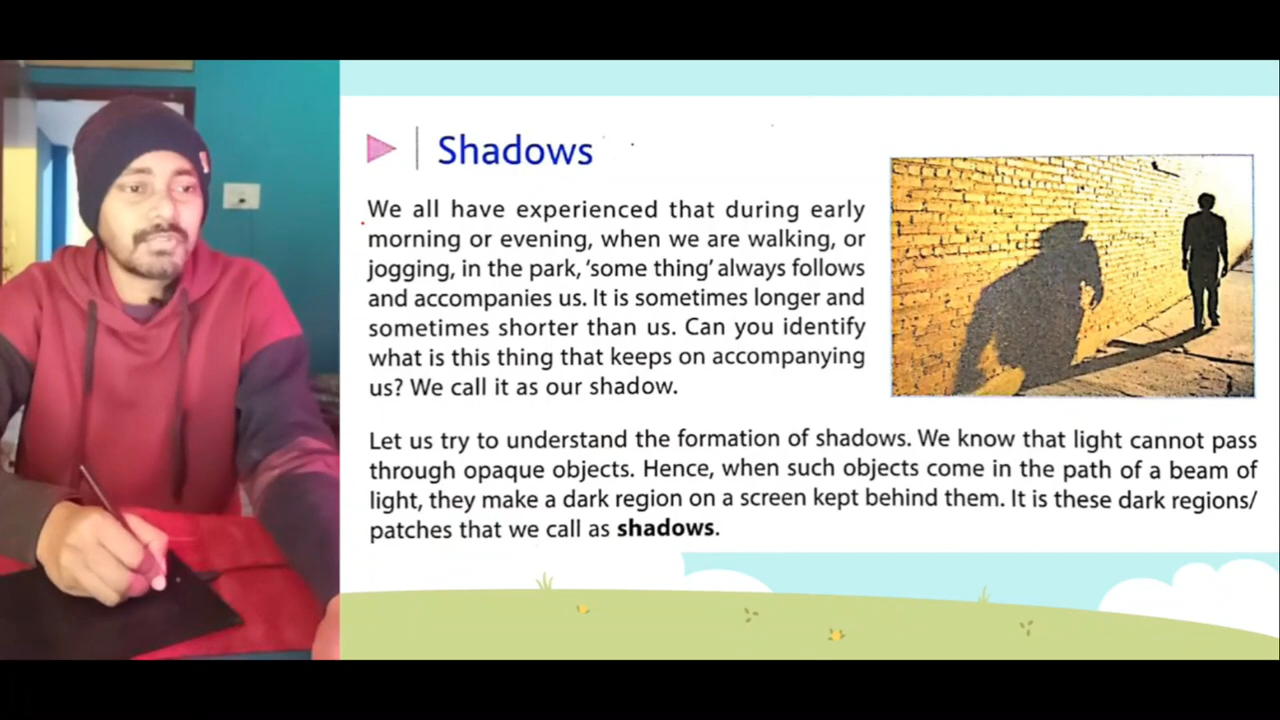 Shadows
We all have experienced that during early
morning or evening, when we are walking, or
jogging, in the park, 'some thing' always follows
and accompanies us. It is sometimes longer and
sometimes shorter than us. Can you identify
what is this thing that keeps on accompanying
us? We call it as our shadow.
Let us try to understand the formation of shadows. We know that light cannot pass
through opaque objects. Hence, when such objects come in the path of a beam of
light, they make a dark region on a screen kept behind them. It is these dark regions/
patches that we call as shadows.